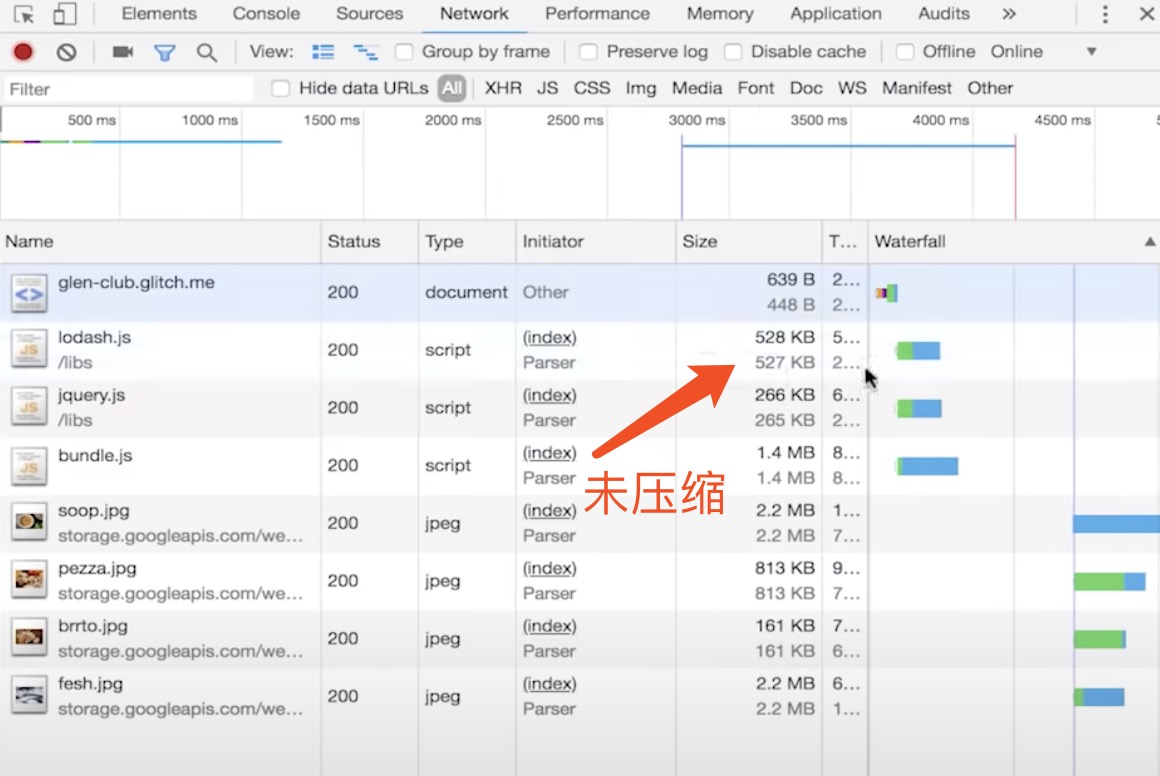 Elements Console Sources Network Performance Memory Application Audits »
View: Group by frame Preserve log Disable cache Offline Online ▼
Filter Hide data URLs All XHR JS CSS Img Media Font Doc WS Manifest Other
500 ms 1000 ms 1500 ms 2000 ms 2500 ms 3000 ms 3500 ms 4000 ms 4500 ms
Name Status Type Initiator Size T... Waterfall ▲
glen-club.glitch.me 200 document Other 639 B 2...
448 B 2...
lodash.js 200 script (index) 528 KB 5...
/libs Parser 527 KB 2...
jquery.js 200 script (index) 266 KB 6...
/libs Parser 265 KB 2...
bundle.js 200 script (index) 1.4 MB 8...
Parser 1.4 MB 8...
未压缩
soop.jpg 200 jpeg (index) 2.2 MB 1...
storage.googleapis.com/we... Parser 2.2 MB 7...
pezza.jpg 200 jpeg (index) 813 KB 9...
storage.googleapis.com/we... Parser 813 KB 7...
brrto.jpg 200 jpeg (index) 161 KB 7...
storage.googleapis.com/we... Parser 161 KB 6...
fesh.jpg 200 jpeg (index) 2.2 MB 6...
storage.googleapis.com/we... Parser 2.2 MB 1...